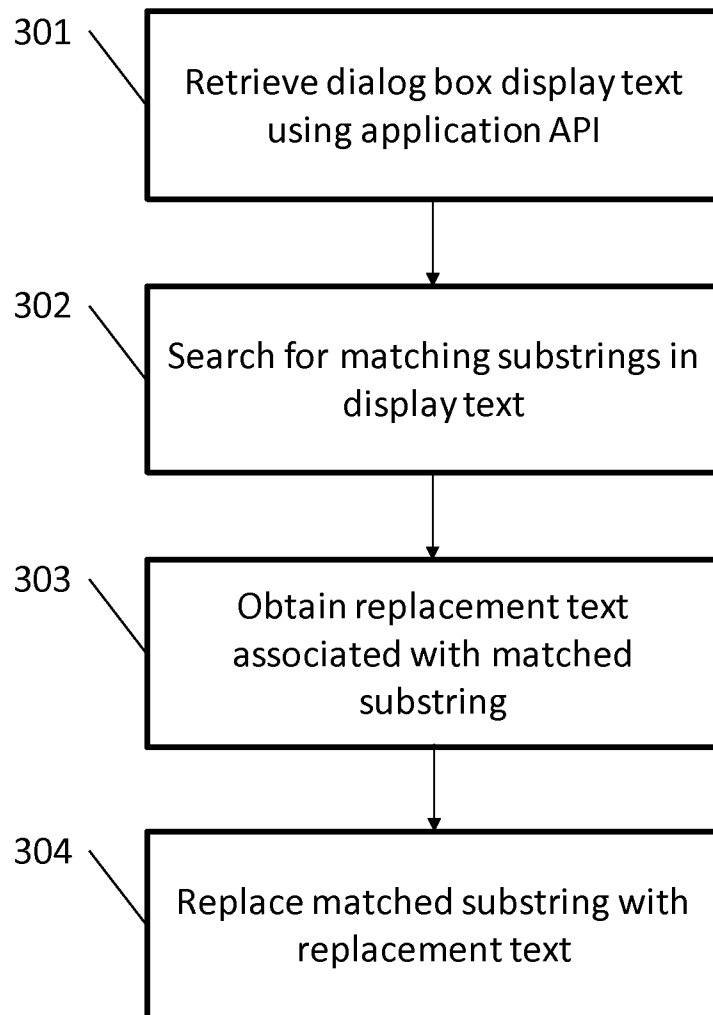 301
Retrieve dialog box display text
using application API
302
Search for matching substrings in
display text
303
Obtain replacement text
associated with matched
substring
304
Replace matched substring with
replacement text